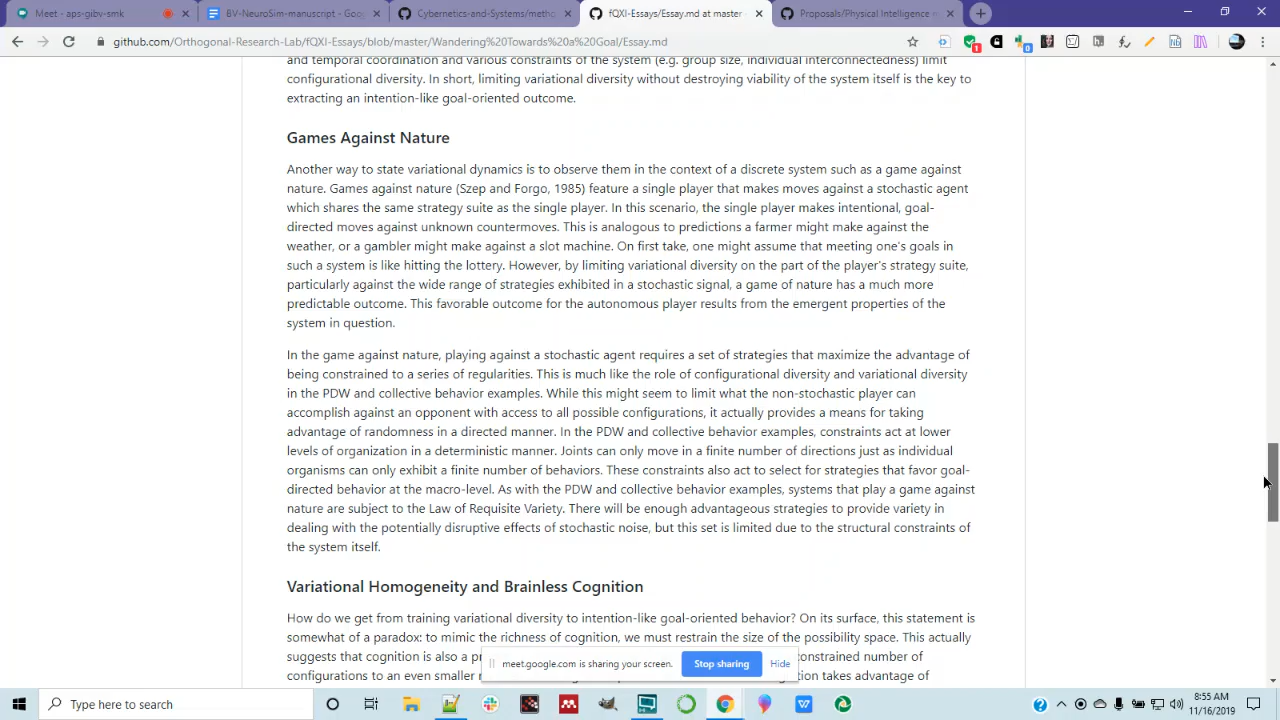 Meet - aps-gibv-smk
BV-NeuroSim-manuscript - Goo
Cybernetics-and-Systems/metho
fQXI-Essays/Essay.md at master
Proposals/Physical Intelligence n
github.com/Orthogonal-Research-Lab/fQXI-Essays/blob/master/Wandering%20Towards%20a%20Goal/Essay.md
and temporal coordination and various constraints of the system (e.g. group size, individual interconnectedness) limit
configurational diversity. In short, limiting variational diversity without destroying viability of the system itself is the key to
extracting an intention-like goal-oriented outcome.
Games Against Nature
Another way to state variational dynamics is to observe them in the context of a discrete system such as a game against
nature. Games against nature (Szep and Forgo, 1985) feature a single player that makes moves against a stochastic agent
which shares the same strategy suite as the single player. In this scenario, the single player makes intentional, goal-
directed moves against unknown countermoves. This is analogous to predictions a farmer might make against the
weather, or a gambler might make against a slot machine. On first take, one might assume that meeting one's goals in
such a system is like hitting the lottery. However, by limiting variational diversity on the part of the player's strategy suite,
particularly against the wide range of strategies exhibited in a stochastic signal, a game of nature has a much more
predictable outcome. This favorable outcome for the autonomous player results from the emergent properties of the
system in question.
In the game against nature, playing against a stochastic agent requires a set of strategies that maximize the advantage of
being constrained to a series of regularities. This is much like the role of configurational diversity and variational diversity
in the PDW and collective behavior examples. While this might seem to limit what the non-stochastic player can
accomplish against an opponent with access to all possible configurations, it actually provides a means for taking
advantage of randomness in a directed manner. In the PDW and collective behavior examples, constraints act at lower
levels of organization in a deterministic manner. Joints can only move in a finite number of directions just as individual
organisms can only exhibit a finite number of behaviors. These constraints also act to select for strategies that favor goal-
directed behavior at the macro-level. As with the PDW and collective behavior examples, systems that play a game against
nature are subject to the Law of Requisite Variety. There will be enough advantageous strategies to provide variety in
dealing with the potentially disruptive effects of stochastic noise, but this set is limited due to the structural constraints of
the system itself.
Variational Homogeneity and Brainless Cognition
How do we get from training variational diversity to intention-like goal-oriented behavior? On its surface, this statement is
somewhat of a paradox: to mimic the richness of cognition, we must restrain the size of the possibility space. This actually
suggests that cognition is also a constrained number of
configurations to an even smaller takes advantage of
meet.google.com is sharing your screen. Stop sharing Hide
Type here to search
8:55 AM
11/16/2019